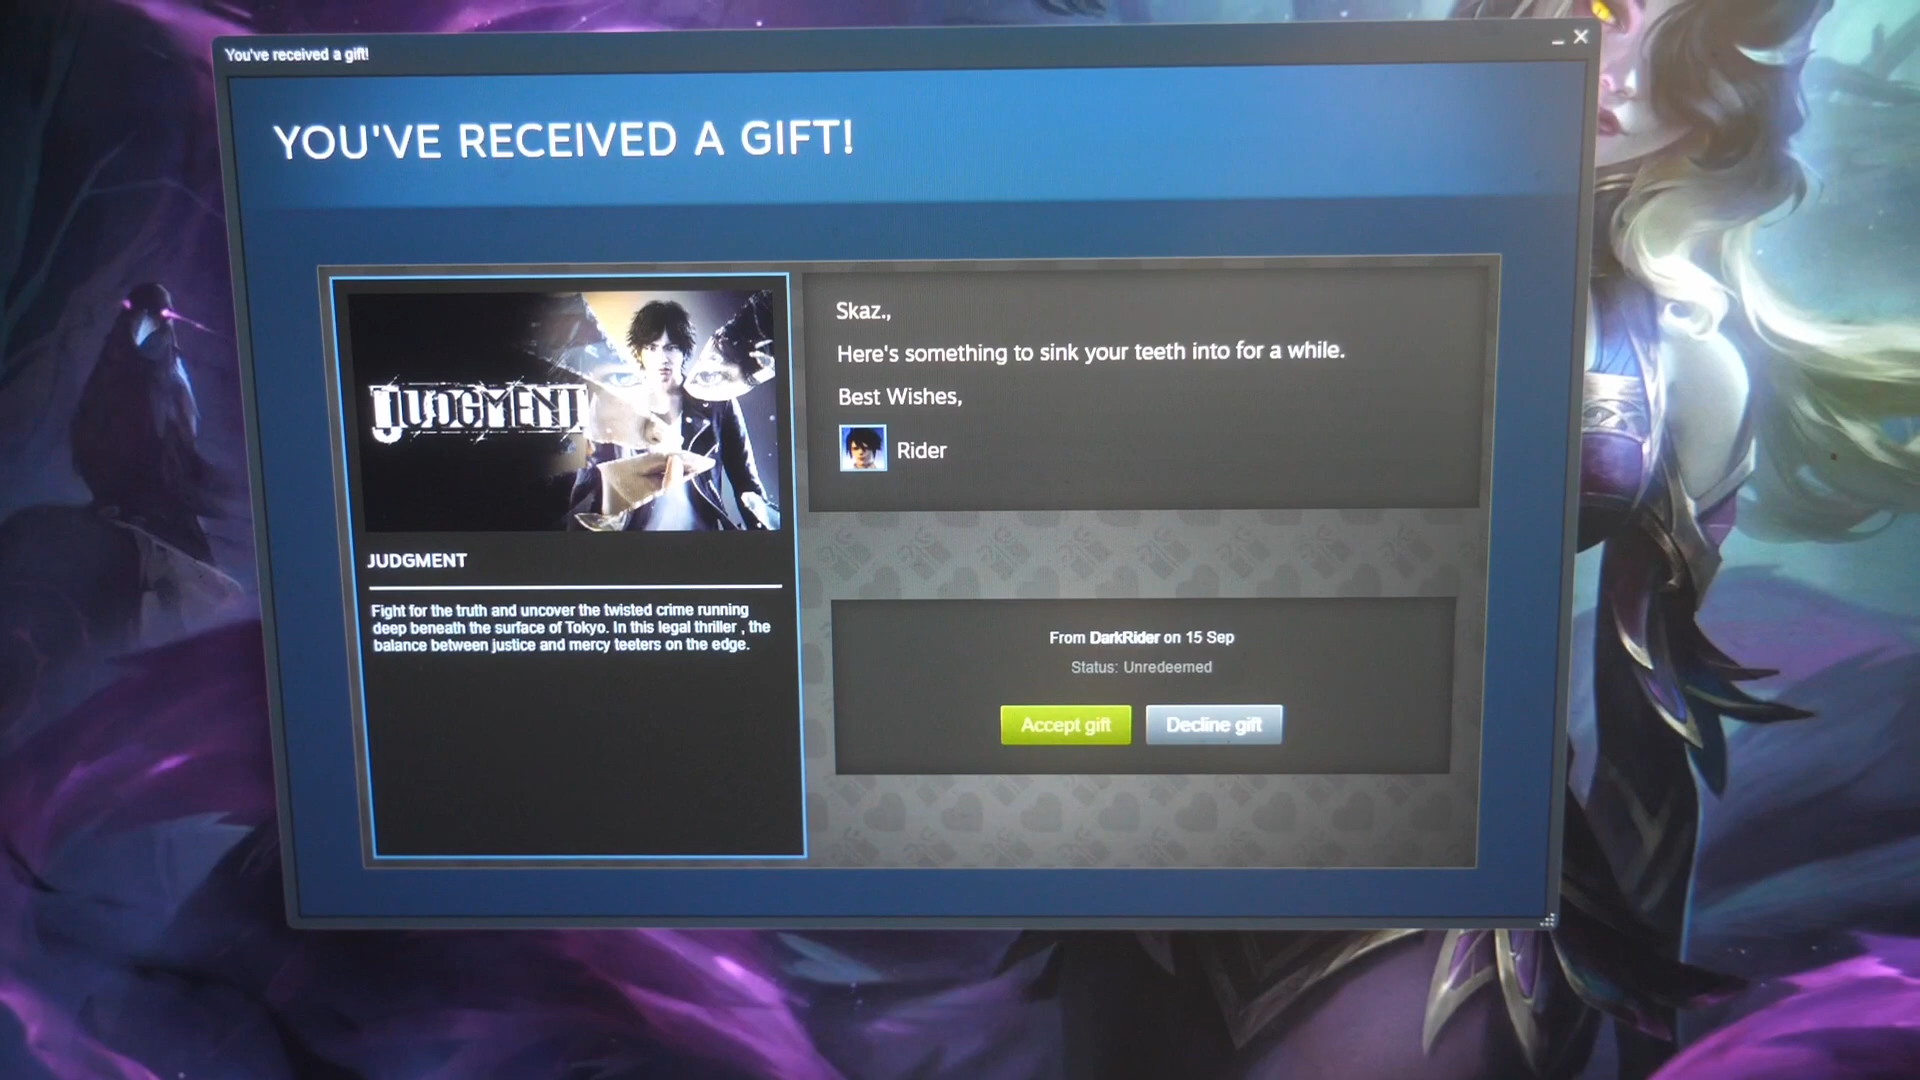 You've received a gift!
YOU'VE RECEIVED A GIFT!
JUDGMENT
JUDGMENT
Fight for the truth and uncover the twisted crime running
deep beneath the surface of Tokyo. In this legal thriller , the
balance between justice and mercy teeters on the edge.
Skaz.,
Here's something to sink your teeth into for a while.
Best Wishes,
Rider
From DarkRider on 15 Sep
Status: Unredeemed
Accept gift
Decline gift